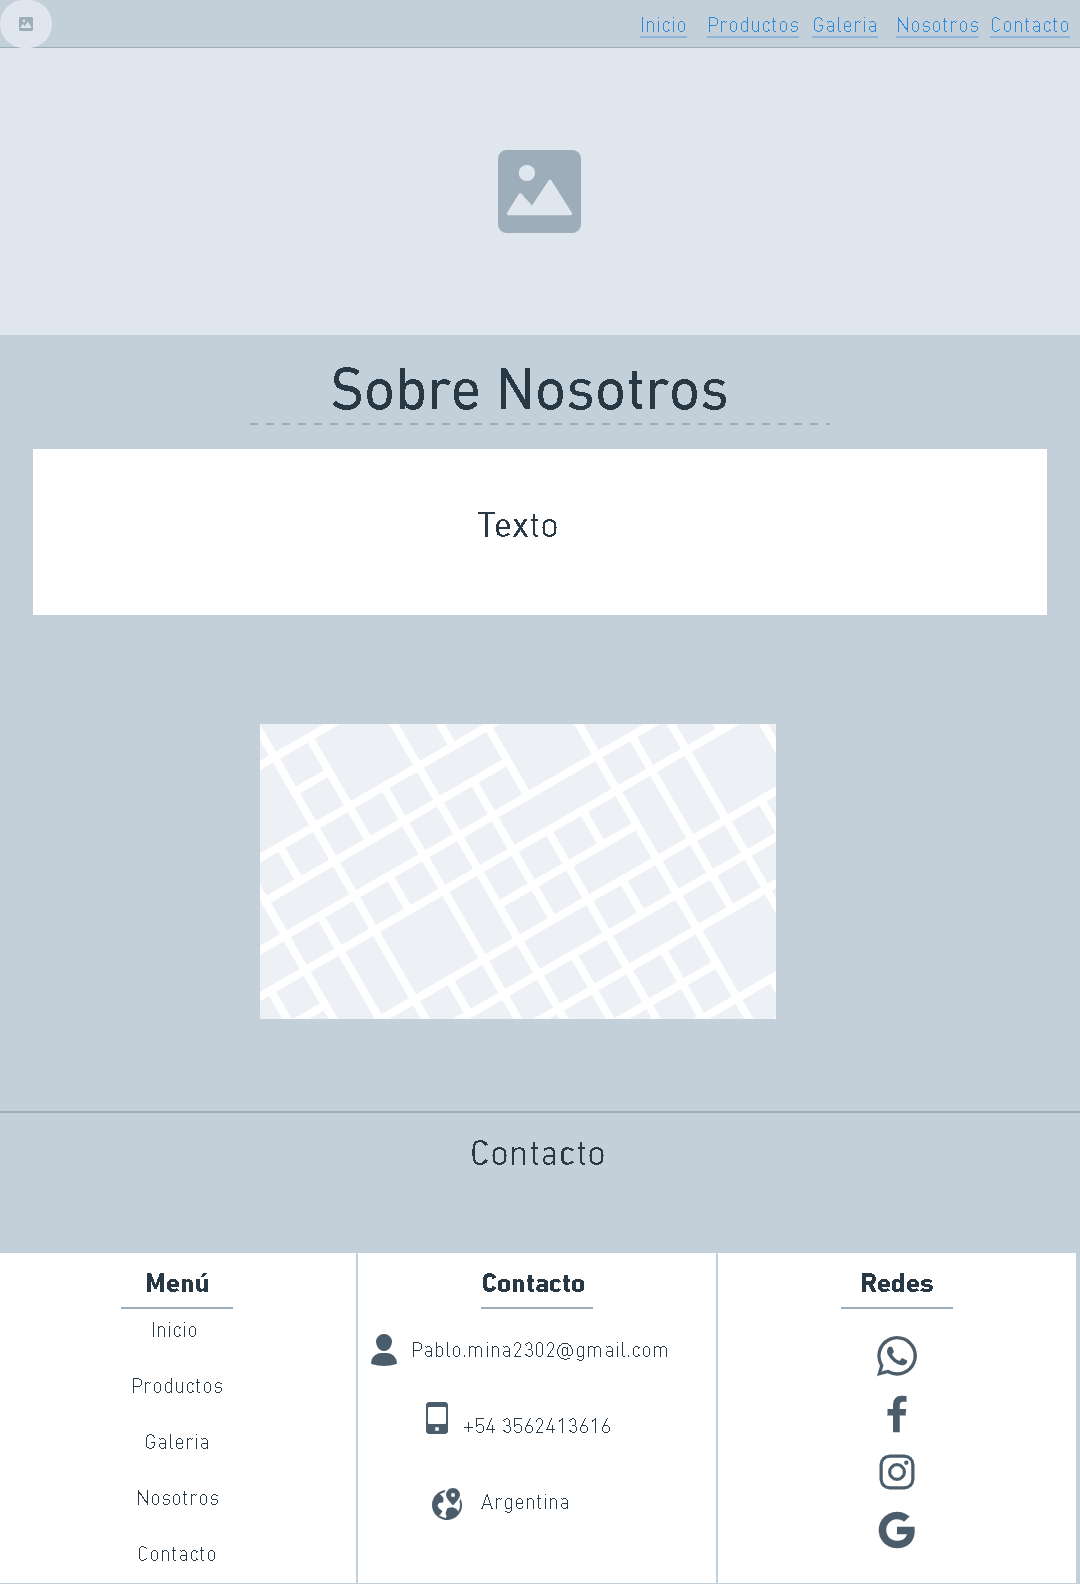 Inicio Productos Galeria Nosotros Contacto
Sobre Nosotros
Texto
Contacto
Menú
Inicio
Productos
Galeria
Nosotros
Contacto
Contacto
Pablo.mina2302@gmail.com
+54 3562413616
Argentina
Redes